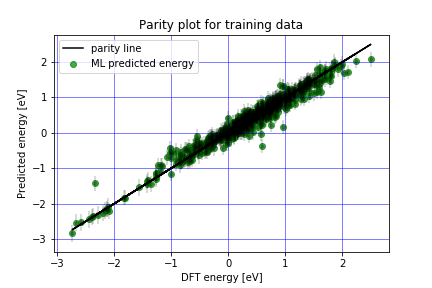 Parity plot for training data
parity line
ML predicted energy
Predicted energy [eV]
2
1
0
−1
−2
−3
−3
−2
−1
0
1
2
DFT energy [eV]